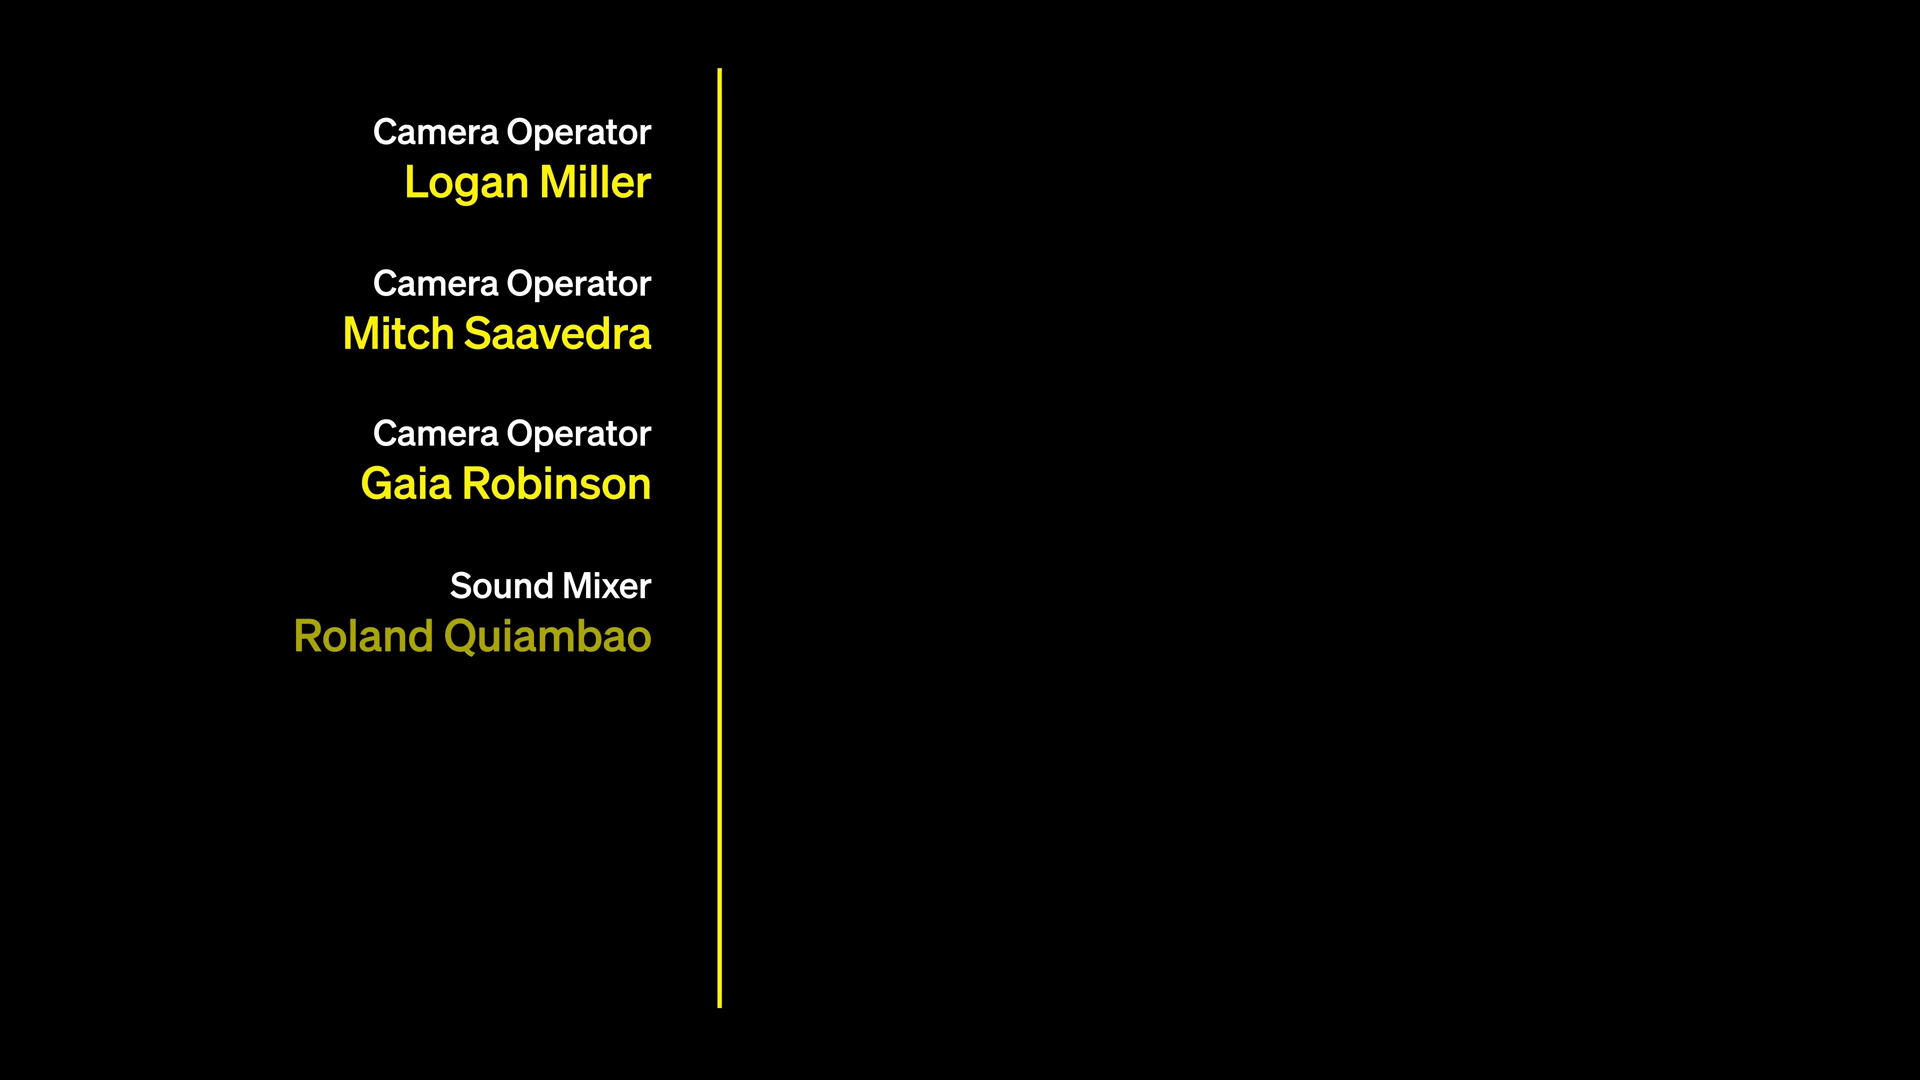 Camera Operator
Logan Miller
Camera Operator
Mitch Saavedra
Camera Operator
Gaia Robinson
Sound Mixer
Roland Quiambao